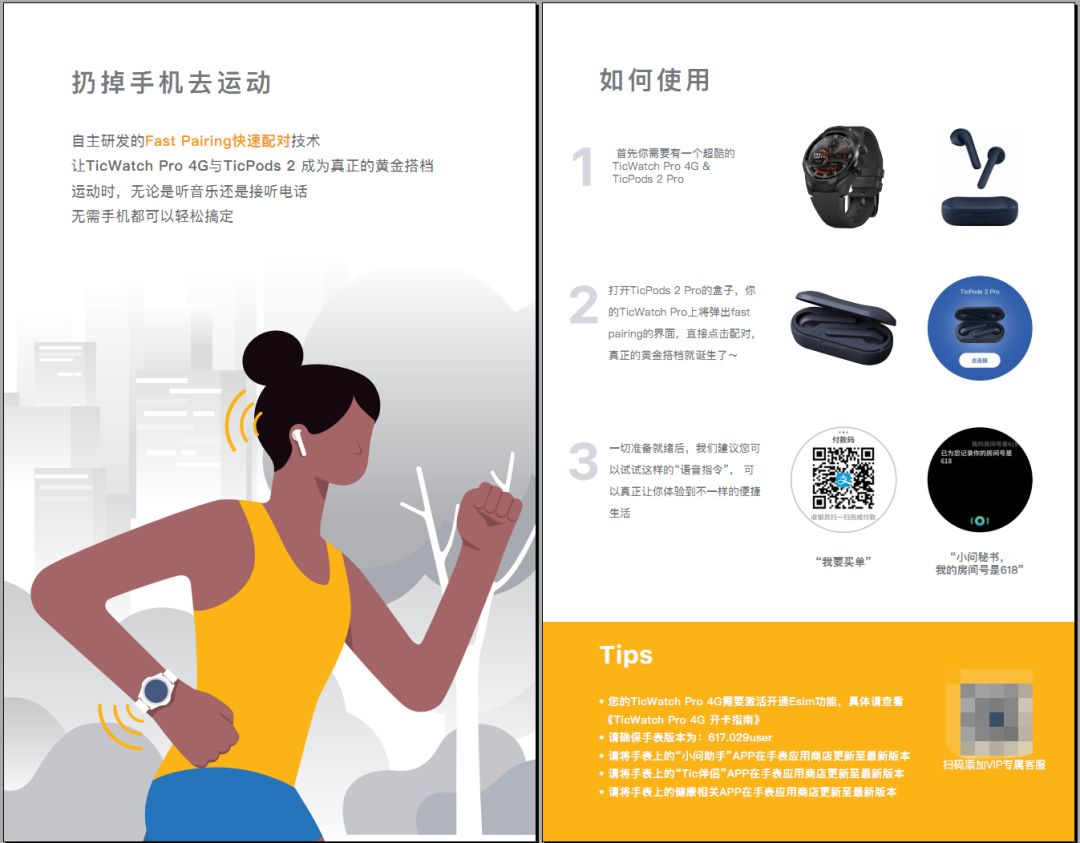 扔掉手机去运动
自主研发的Fast Pairing快速配对技术
让TicWatch Pro 4G与TicPods 2 成为真正的黄金搭档
运动时，无论是听音乐还是接听电话
无需手机都可以轻松搞定
如何使用
1
首先你需要有一个超酷的
TicWatch Pro 4G &
TicPods 2 Pro
2
打开TicPods 2 Pro的盒子，你
的TicWatch Pro上将弹出fast
pairing的界面，直接点击配对，
真正的黄金搭档就诞生了～
TicPods 2 Pro
去连接
3
一切准备就绪后，我们建议您可
以试试这样的“语音指令”， 可
以真正让你体验到不一样的便捷
生活
付款码
收银员扫一扫完成付款
我的房间号是618
已为您记录你的房间号是
618
“我要买单”
“小问秘书，
我的房间号是618”
Tips
• 您的TicWatch Pro 4G需要激活开通Esim功能，具体请查看
《TicWatch Pro 4G 开卡指南》
• 请确保手表版本为：617.029user
• 请将手表上的“小问助手”APP在手表应用商店更新至最新版本
• 请将手表上的“Tic伴侣”APP在手表应用商店更新至最新版本
• 请将手表上的健康相关APP在手表应用商店更新至最新版本
扫码添加VIP专属客服